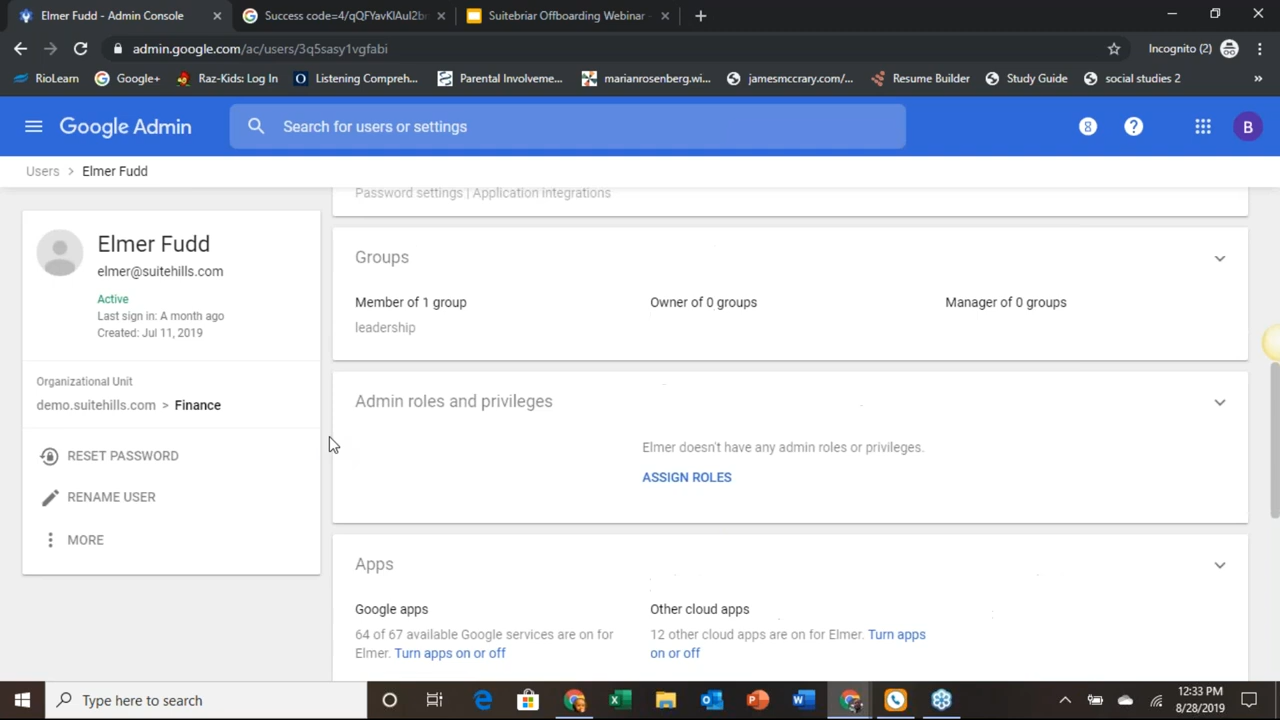 Elmer Fudd - Admin Console
Success code=4/qQFYavKlAul2b
Suitebriar Offboarding Webinar -
admin.google.com/ac/users/3q5sasy1vgfabi
Incognito (2)
RioLearn
Google+
Raz-Kids: Log In
Listening Compreh...
Parental Involveme...
marianrosenberg.wi...
jamesmccrary.com/...
Resume Builder
Study Guide
social studies 2
»
Google Admin
Search for users or settings
8
?
B
Users > Elmer Fudd
Password settings | Application integrations
Elmer Fudd
elmer@suitehills.com
Active
Last sign in: A month ago
Created: Jul 11, 2019
Organizational Unit
demo.suitehills.com > Finance
RESET PASSWORD
RENAME USER
MORE
Groups
Member of 1 group
Owner of 0 groups
Manager of 0 groups
leadership
Admin roles and privileges
Elmer doesn't have any admin roles or privileges.
ASSIGN ROLES
Apps
Google apps
Other cloud apps
64 of 67 available Google services are on for
Elmer. Turn apps on or off
12 other cloud apps are on for Elmer. Turn apps
on or off
Type here to search
12:33 PM
8/28/2019